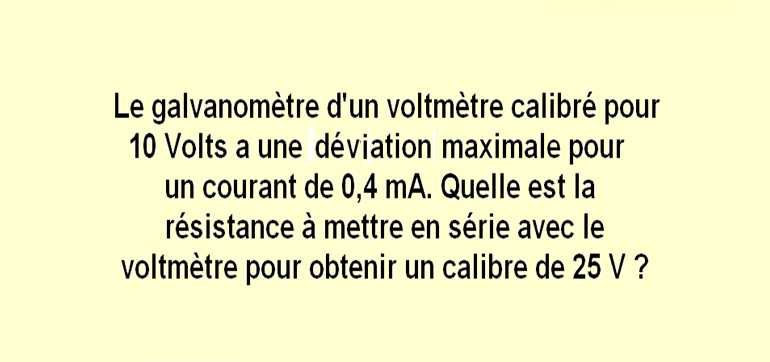 Le galvanomètre d'un voltmètre calibré pour
10 Volts a une déviation maximale pour
un courant de 0,4 mA. Quelle est la
résistance à mettre en série avec le
voltmètre pour obtenir un calibre de 25 V ?